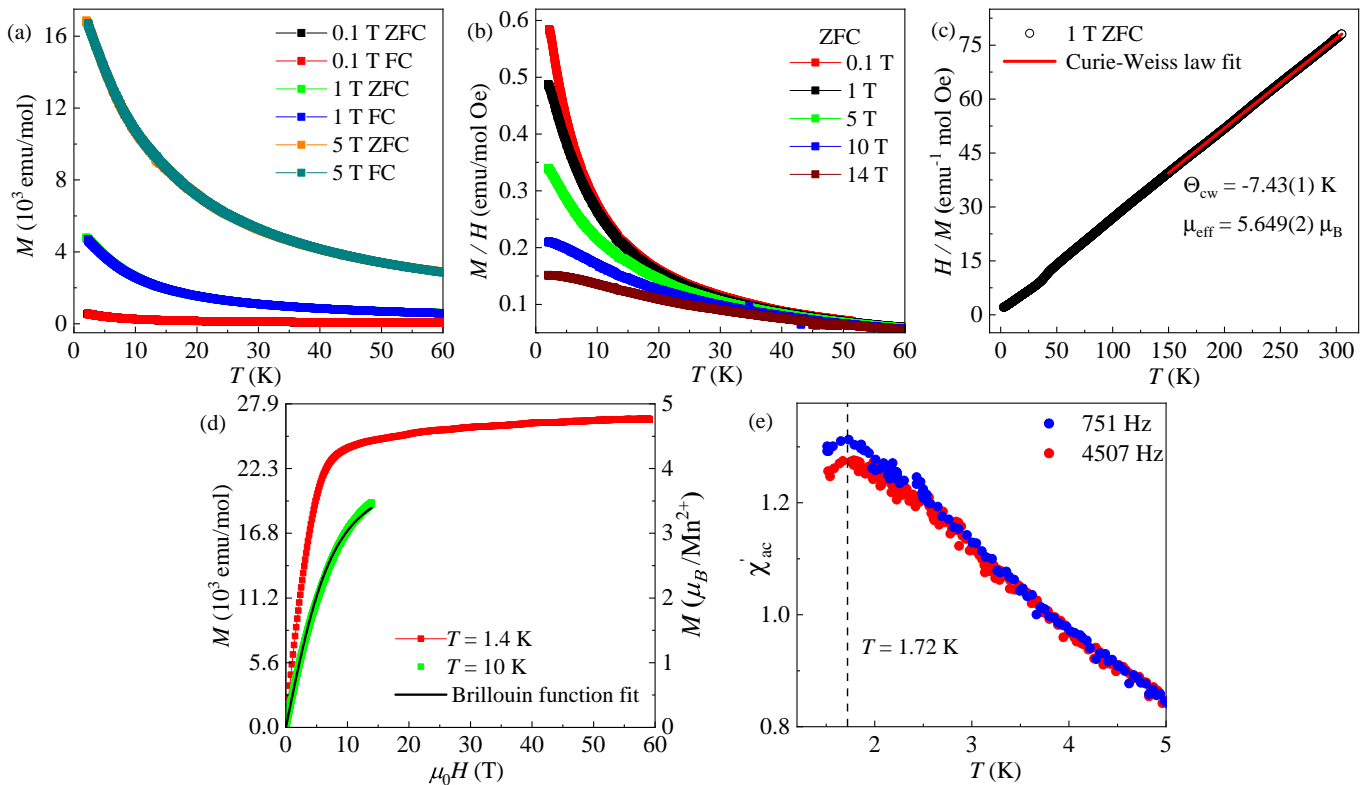 (a)
0.1 T ZFC
0.1 T FC
1 T ZFC
1 T FC
5 T ZFC
5 T FC
16
12
8
4
0
M (10³ emu/mol)
0 10 20 30 40 50 60
T (K)
(b)
ZFC
0.1 T
1 T
5 T
10 T
14 T
0.6
0.5
0.4
0.3
0.2
0.1
M / H (emu/mol Oe)
0 10 20 30 40 50 60
T (K)
(c)
1 T ZFC
Curie-Weiss law fit
Θcw = -7.43(1) K
μeff = 5.649(2) μB
75
60
45
30
15
0
H / M (emu⁻¹ mol Oe)
0 50 100 150 200 250 300
T (K)
(d)
27.9
22.3
16.8
11.2
5.6
0.0
M (10³ emu/mol)
5
4
3
2
1
0
M (μB /Mn²⁺)
T = 1.4 K
T = 10 K
Brillouin function fit
0 10 20 30 40 50 60
μ₀H (T)
(e)
751 Hz
4507 Hz
1.2
1.0
0.8
χ'ac
T = 1.72 K
2 3 4 5
T (K)